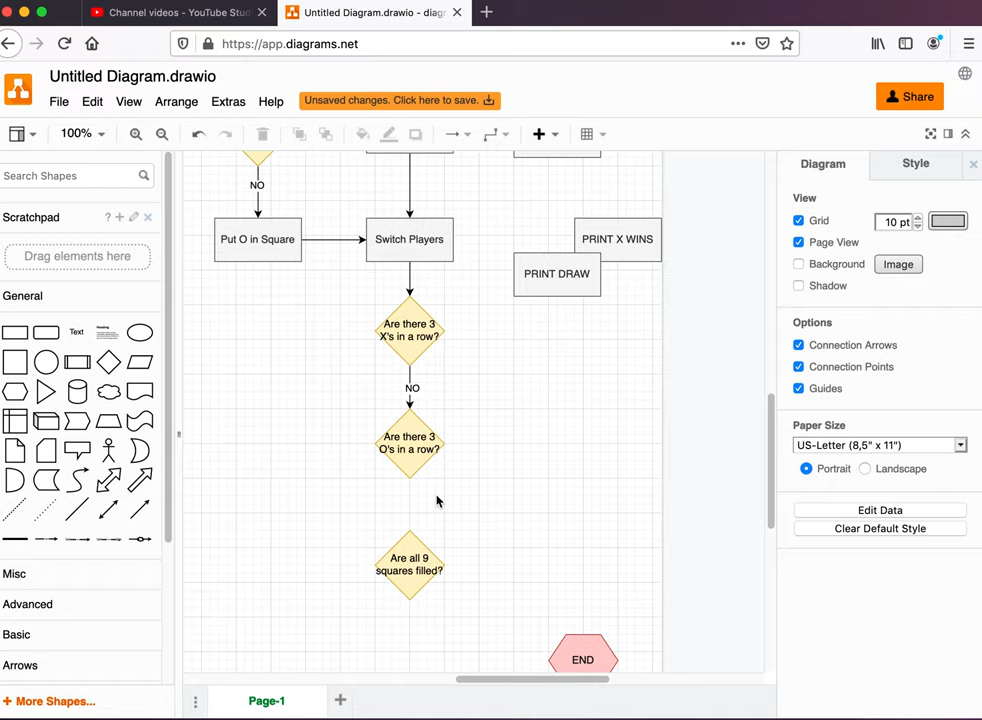 Channel videos - YouTube Stud
Untitled Diagram.drawio - diag
https://app.diagrams.net
Untitled Diagram.drawio
File Edit View Arrange Extras Help
Unsaved changes. Click here to save.
Share
100%
Search Shapes
Scratchpad
?
Drag elements here
General
Text
Heading
Misc
Advanced
Basic
Arrows
+ More Shapes...
NO
Put O in Square
Switch Players
PRINT X WINS
PRINT DRAW
Are there 3
X's in a row?
NO
Are there 3
O's in a row?
Are all 9
squares filled?
END
Page-1
Diagram
Style
View
Grid
10 pt
Page View
Background
Image
Shadow
Options
Connection Arrows
Connection Points
Guides
Paper Size
US-Letter (8,5" x 11")
Portrait
Landscape
Edit Data
Clear Default Style